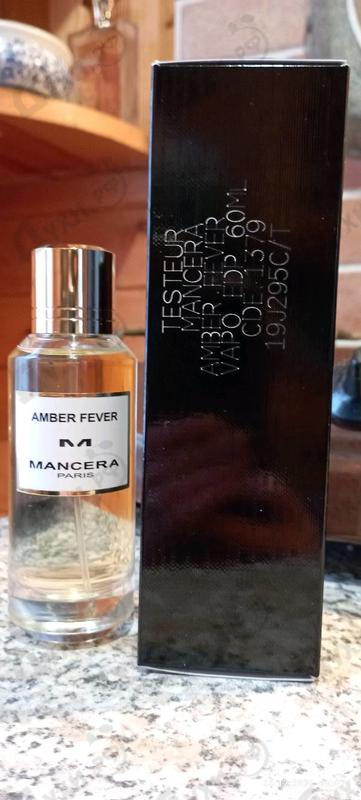 AMBER FEVER
M
MANCERA
PARIS
TESTEUR
MANCERA
AMBER FEVER
VAPO EDP 60ML
CDE:1379
19J295C/T